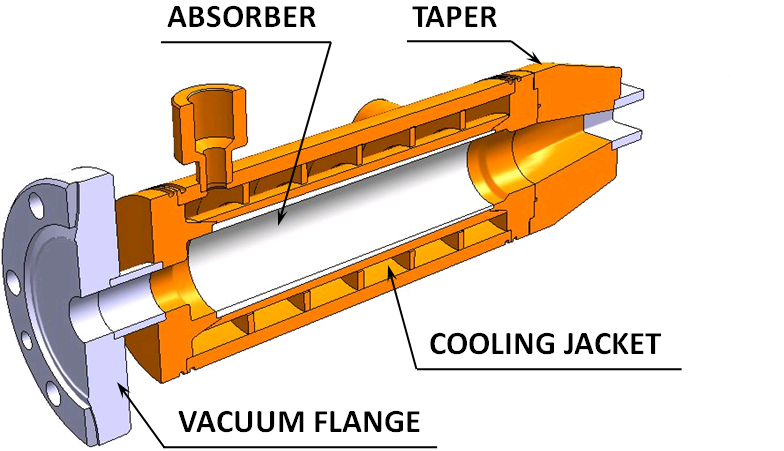 ABSORBER
TAPER
COOLING JACKET
VACUUM FLANGE